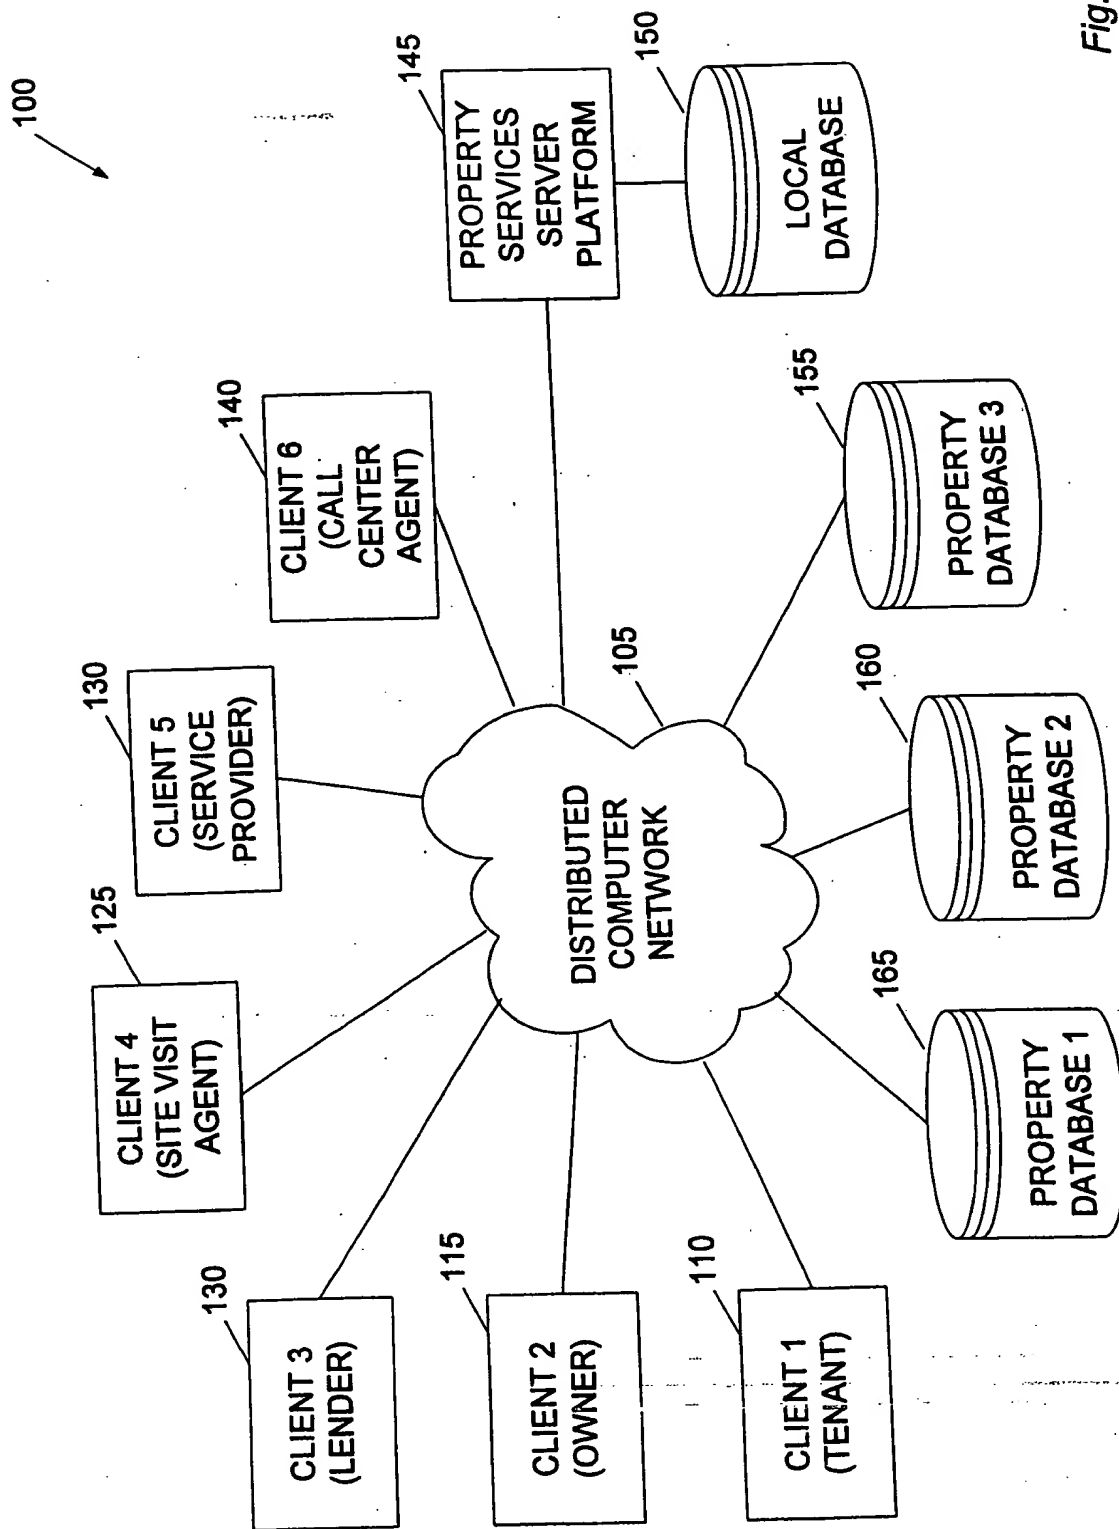 100
CLIENT 3
(LENDER)
130
CLIENT 4
(SITE VISIT
AGENT)
125
CLIENT 5
(SERVICE
PROVIDER)
130
CLIENT 6
(CALL
CENTER
AGENT)
140
PROPERTY
SERVICES
SERVER
PLATFORM
145
CLIENT 2
(OWNER)
115
DISTRIBUTED
COMPUTER
NETWORK
105
LOCAL
DATABASE
150
CLIENT 1
(TENANT)
110
PROPERTY
DATABASE 1
165
PROPERTY
DATABASE 2
160
PROPERTY
DATABASE 3
155
Fig.